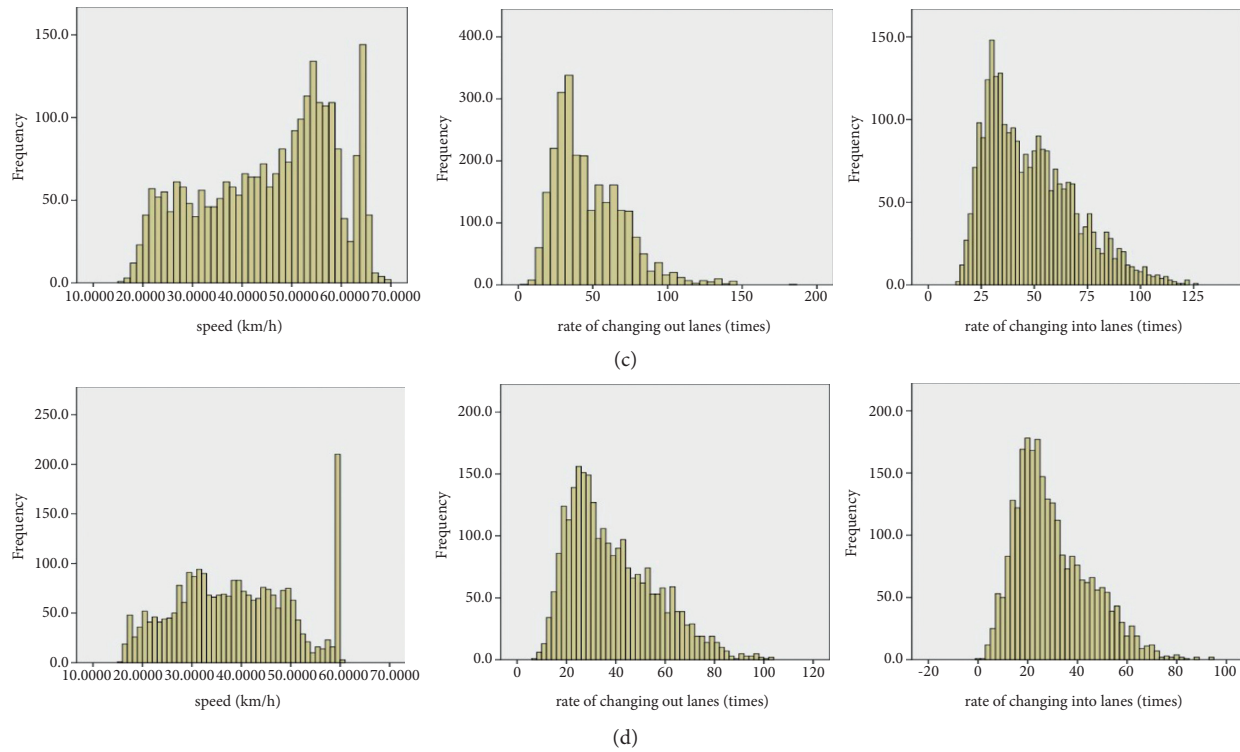 150.0
100.0
50.0
0.0
Frequency
10.0000 20.0000 30.0000 40.0000 50.0000 60.0000 70.0000
speed (km/h)
400.0
300.0
200.0
100.0
0.0
Frequency
0 50 100 150 200
rate of changing out lanes (times)
150.0
100.0
50.0
0.0
Frequency
0 25 50 75 100 125
rate of changing into lanes (times)
(c)
250.0
200.0
150.0
100.0
50.0
0.0
Frequency
10.0000 20.0000 30.0000 40.0000 50.0000 60.0000 70.0000
speed (km/h)
200.0
150.0
100.0
50.0
0.0
Frequency
0 20 40 60 80 100 120
rate of changing out lanes (times)
200.0
150.0
100.0
50.0
0.0
Frequency
-20 0 20 40 60 80 100
rate of changing into lanes (times)
(d)